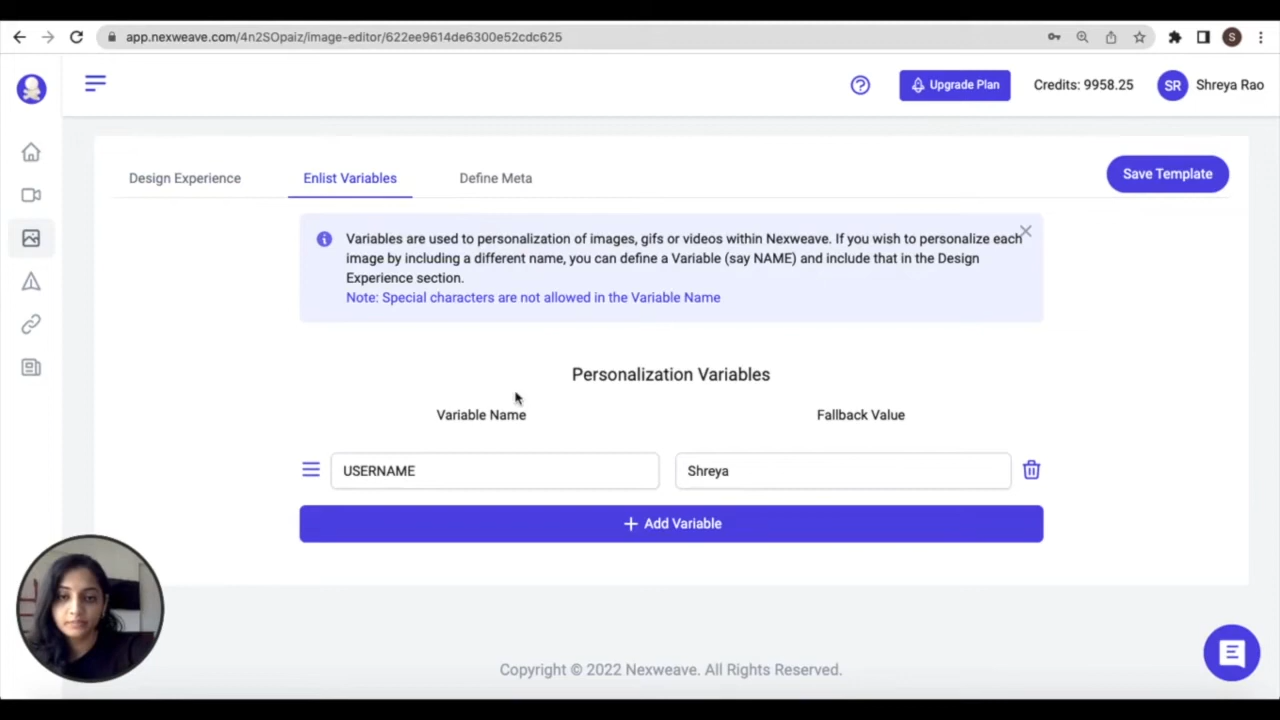 app.nexweave.com/4n2SOpaiz/image-editor/622ee9614de6300e52cdc625
S
Upgrade Plan
Credits: 9958.25
SR
Shreya Rao
Design Experience
Enlist Variables
Define Meta
Save Template
Variables are used to personalization of images, gifs or videos within Nexweave. If you wish to personalize each
image by including a different name, you can define a Variable (say NAME) and include that in the Design
Experience section.
Note: Special characters are not allowed in the Variable Name
Personalization Variables
Variable Name
Fallback Value
USERNAME
Shreya
+ Add Variable
Copyright © 2022 Nexweave. All Rights Reserved.